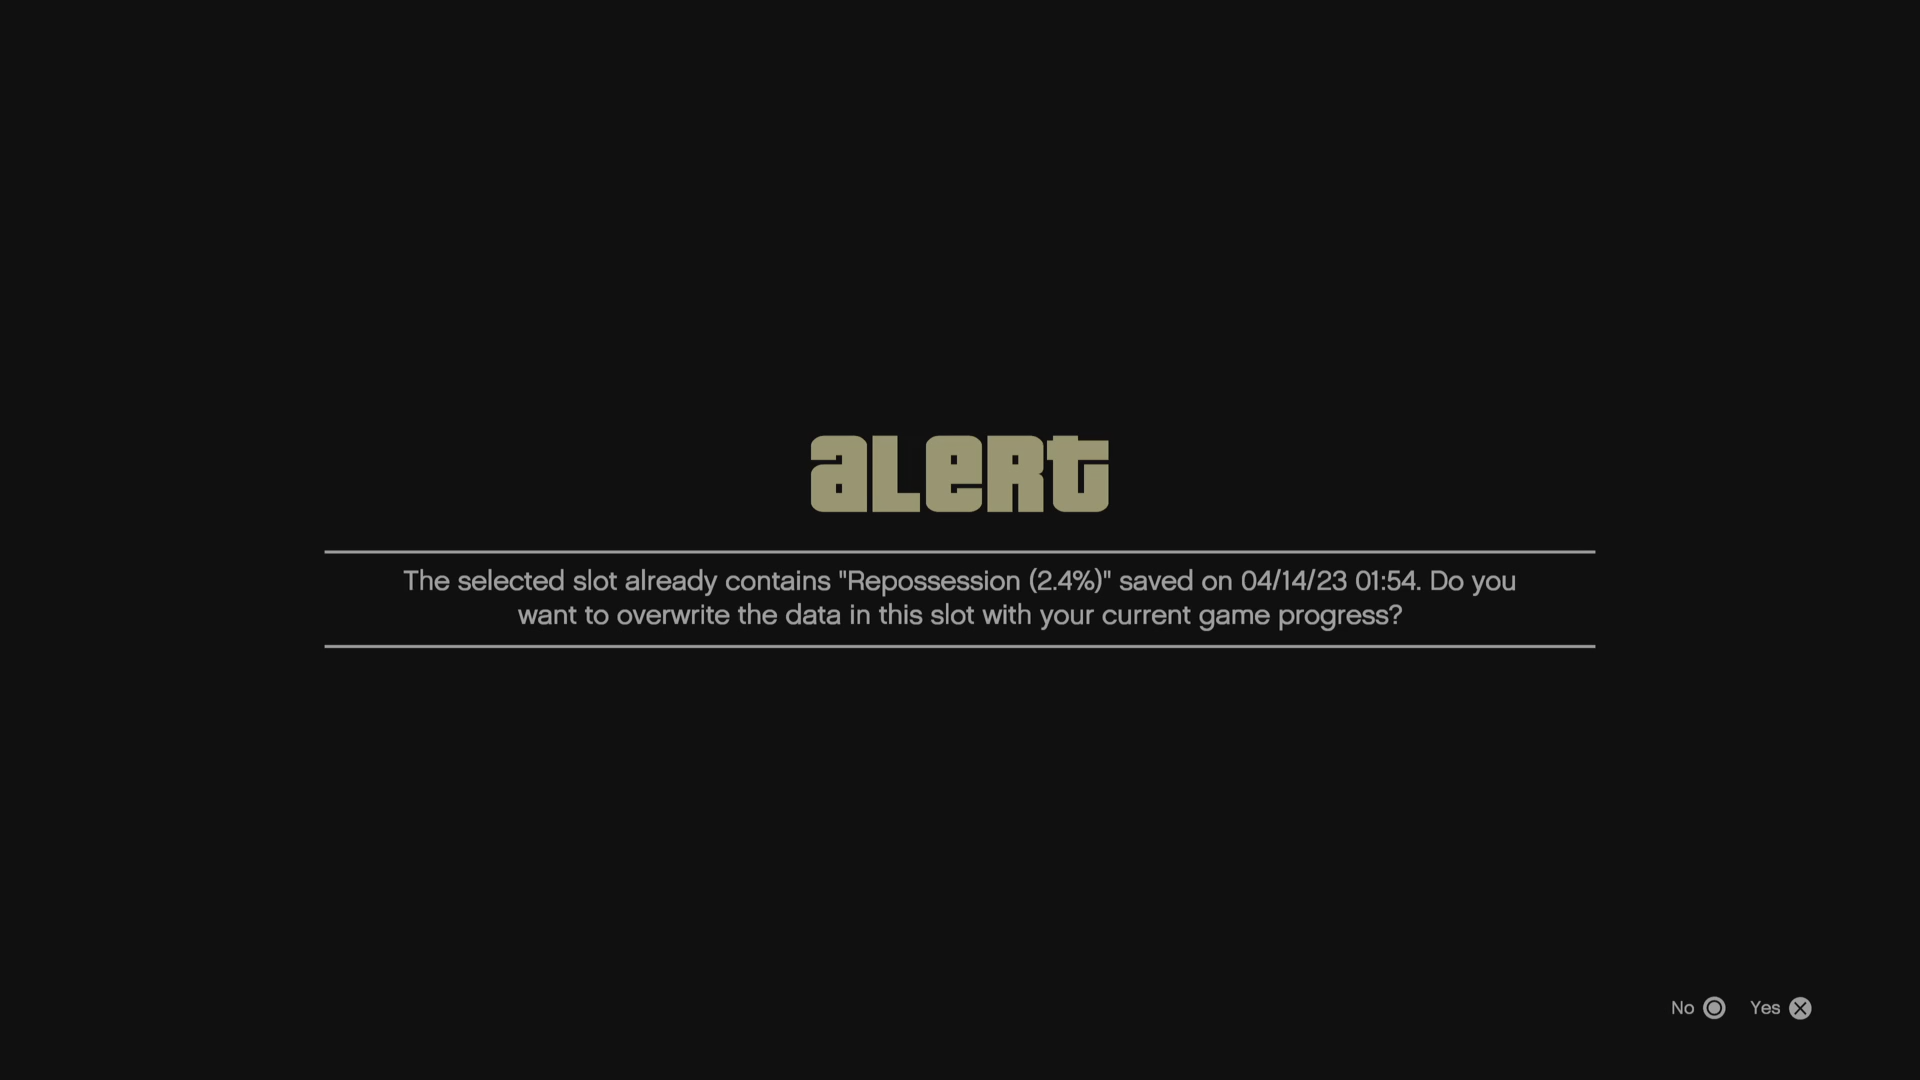 aLeRt
The selected slot already contains "Repossession (2.4%)" saved on 04/14/23 01:54. Do you
want to overwrite the data in this slot with your current game progress?
No Yes